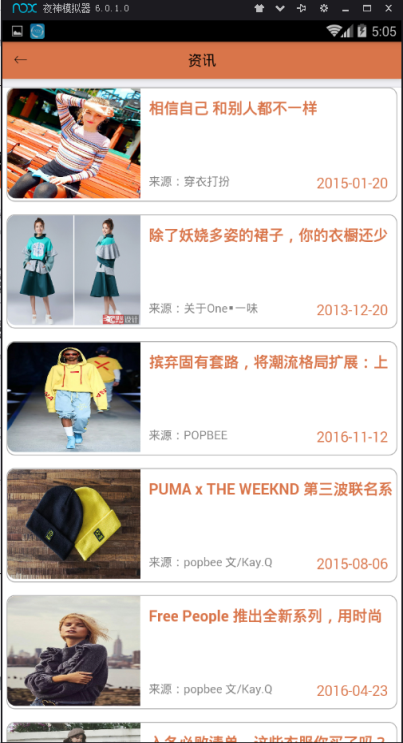 nox 夜神模拟器 6.0.1.0
5:05
资讯
相信自己 和别人都不一样
来源：穿衣打扮
2015-01-20
除了妖娆多姿的裙子，你的衣橱还少
来源：关于One•一味
2013-12-20
摈弃固有套路，将潮流格局扩展：上
来源：POPBEE
2016-11-12
PUMA x THE WEEKND 第三波联名系
来源：popbee 文/Kay.Q
2015-08-06
Free People 推出全新系列，用时尚
来源：popbee 文/Kay.Q
2016-04-23